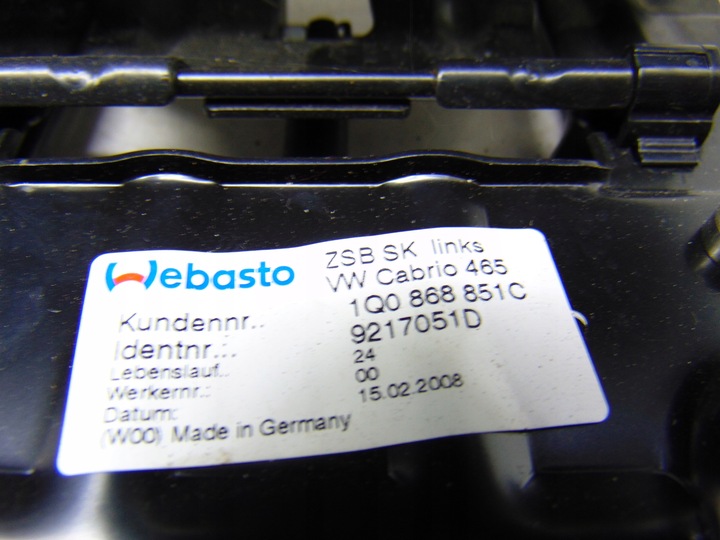 Webasto
ZSB SK links
VW Cabrio 465
Kundennr.: 1Q0 868 851C
Identnr.: 9217051D
Lebenslauf.: 24
Werkernr.: 00
Datum: 15.02.2008
(W00) Made in Germany